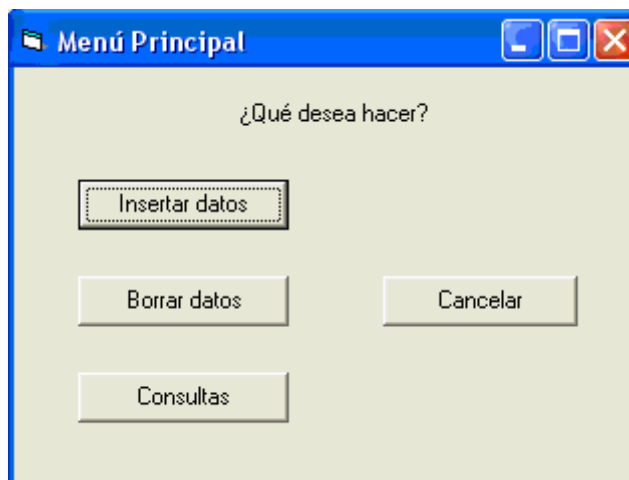 Menú Principal
¿Qué desea hacer?
Insertar datos
Borrar datos
Cancelar
Consultas